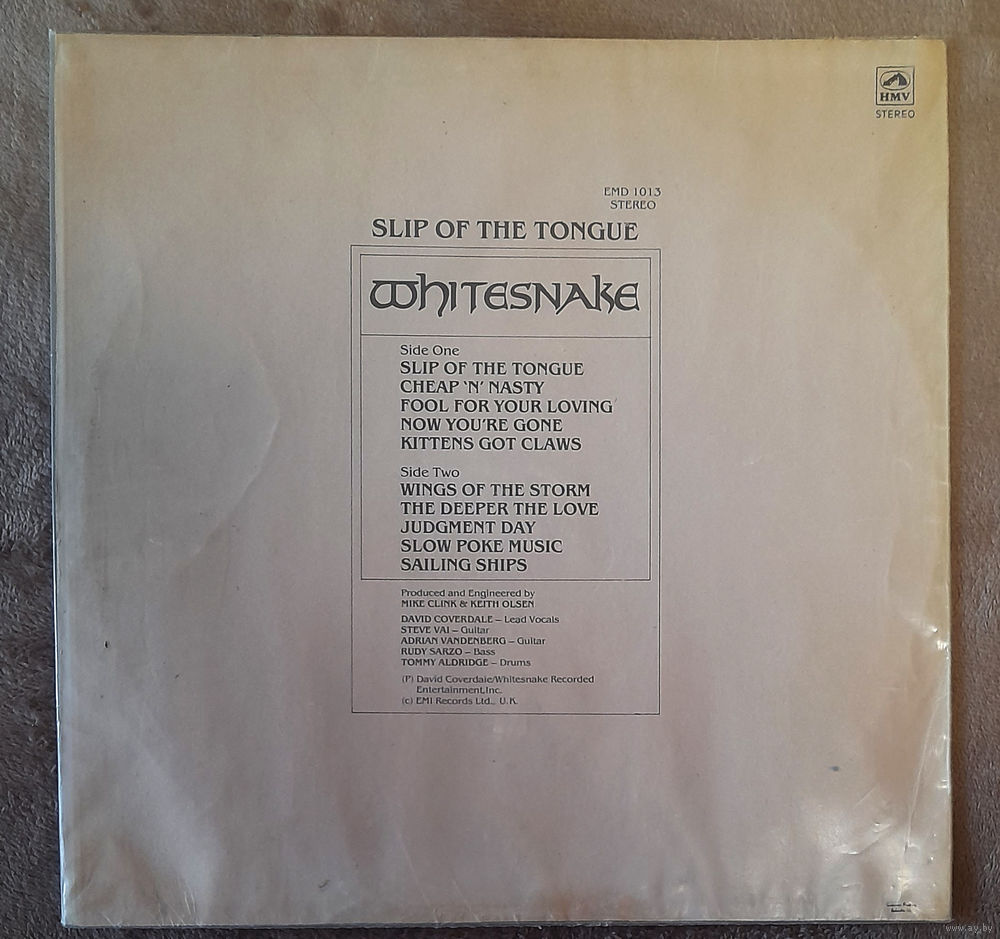 HMV
STEREO
EMD 1013
STEREO
SLIP OF THE TONGUE
WHITESNAKE
Side One
SLIP OF THE TONGUE
CHEAP ‘N’ NASTY
FOOL FOR YOUR LOVING
NOW YOU’RE GONE
KITTENS GOT CLAWS
Side Two
WINGS OF THE STORM
THE DEEPER THE LOVE
JUDGMENT DAY
SLOW POKE MUSIC
SAILING SHIPS
Produced and Engineered by
MIKE CLINK & KEITH OLSEN
DAVID COVERDALE – Lead Vocals
STEVE VAI – Guitar
ADRIAN VANDENBERG – Guitar
RUDY SARZO – Bass
TOMMY ALDRIDGE – Drums
(P) David Coverdale/Whitesnake Recorded
Entertainment,Inc.
(c) EMI Records Ltd., U.K.
www.ay.by